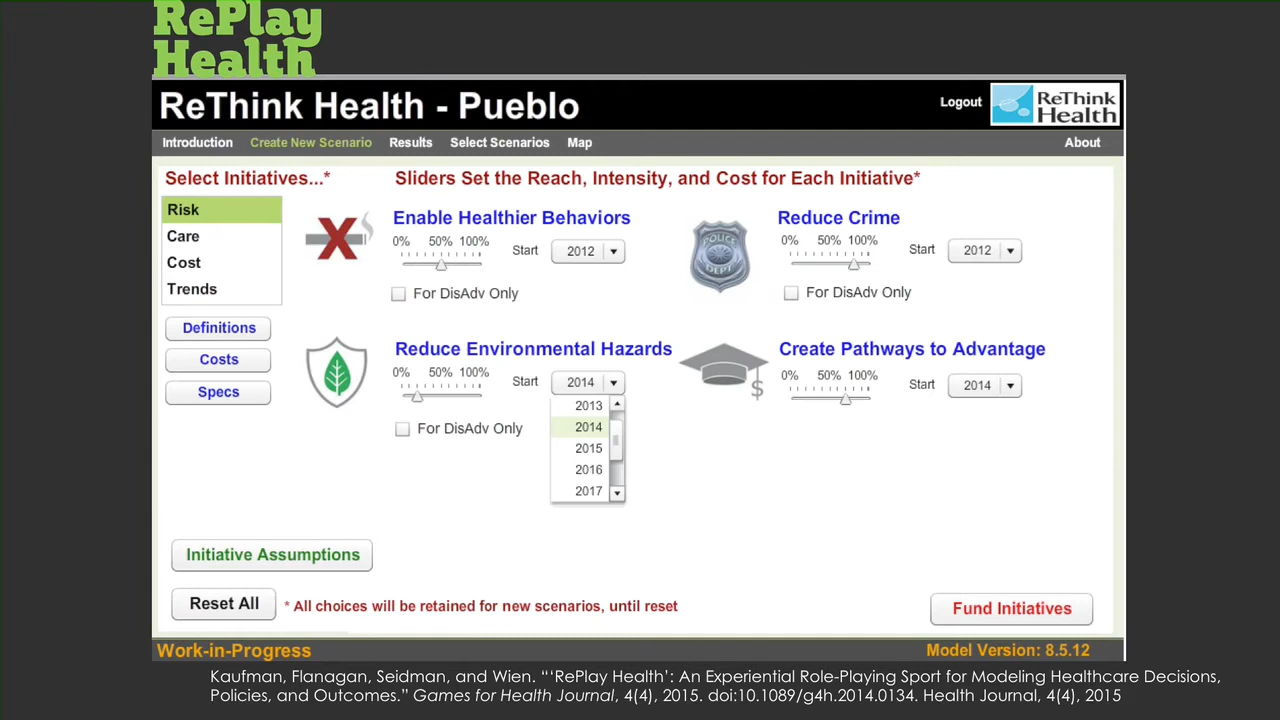 RePlay
Health
ReThink Health - Pueblo
Logout
ReThink
Health
Introduction Create New Scenario Results Select Scenarios Map About
Select Initiatives...* Sliders Set the Reach, Intensity, and Cost for Each Initiative*
Risk
Care
Cost
Trends
Definitions
Costs
Specs
Enable Healthier Behaviors
0% 50% 100% Start 2012
For DisAdv Only
POLICE
DEPT
Reduce Crime
0% 50% 100% Start 2012
For DisAdv Only
Reduce Environmental Hazards
0% 50% 100% Start 2014
2013
2014
2015
2016
2017
For DisAdv Only
$
Create Pathways to Advantage
0% 50% 100% Start 2014
Initiative Assumptions
Reset All * All choices will be retained for new scenarios, until reset Fund Initiatives
Work-in-Progress Model Version: 8.5.12
Kaufman, Flanagan, Seidman, and Wien. “‘RePlay Health’: An Experiential Role-Playing Sport for Modeling Healthcare Decisions,
Policies, and Outcomes.” Games for Health Journal, 4(4), 2015. doi:10.1089/g4h.2014.0134. Health Journal, 4(4), 2015